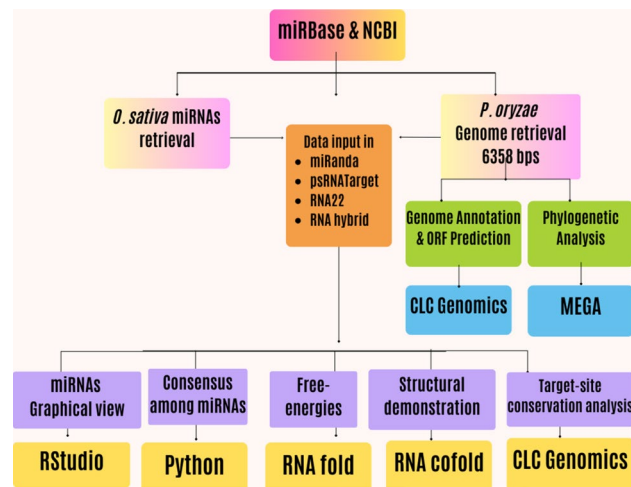 miRBase & NCBI
O. sativa miRNAs
retrieval
Data input in
• miRanda
• psRNATarget
• RNA22
• RNA hybrid
P. oryzae
Genome retrieval
6358 bps
Genome Annotation
& ORF Prediction
Phylogenetic
Analysis
CLC Genomics
MEGA
miRNAs
Graphical view
Consensus
among miRNAs
Free-
energies
Structural
demonstration
Target-site
conservation analysis
RStudio
Python
RNA fold
RNA cofold
CLC Genomics